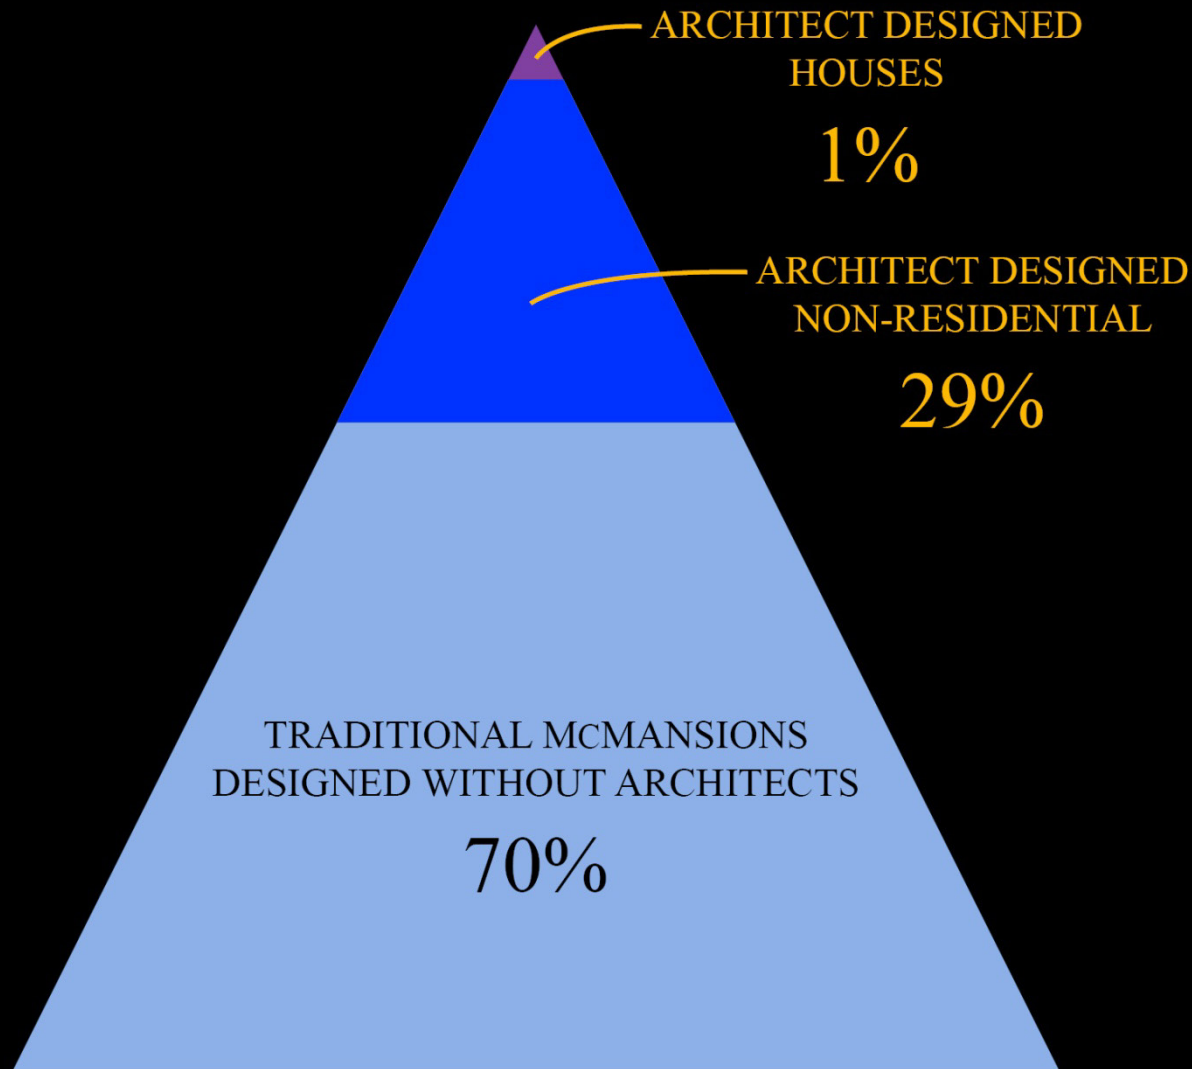 ARCHITECT DESIGNED
HOUSES
1%
ARCHITECT DESIGNED
NON-RESIDENTIAL
29%
TRADITIONAL McMANSIONS
DESIGNED WITHOUT ARCHITECTS
70%